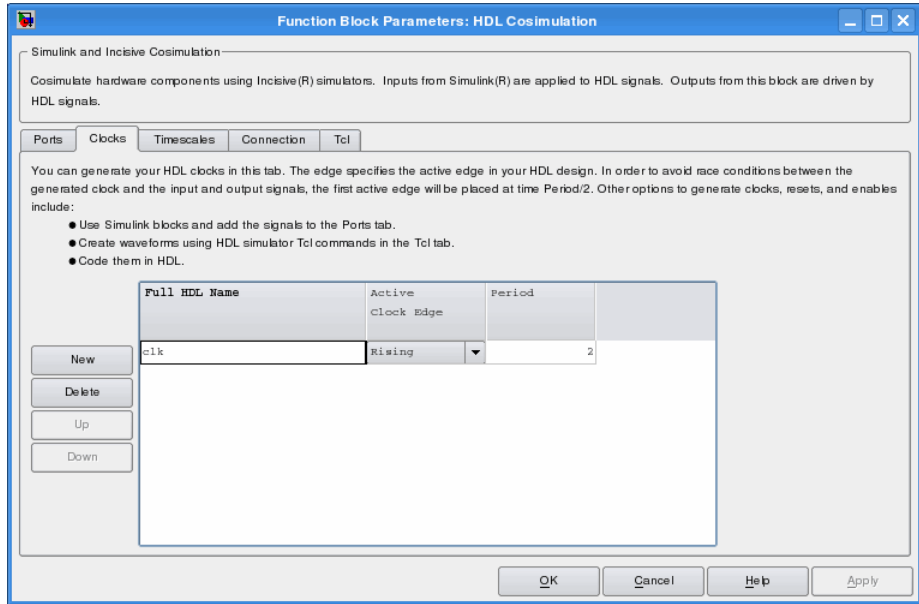 Function Block Parameters: HDL Cosimulation
Simulink and Incisive Cosimulation
Cosimulate hardware components using Incisive(R) simulators. Inputs from Simulink(R) are applied to HDL signals. Outputs from this block are driven by
HDL signals.
Ports Clocks Timescales Connection Tcl
You can generate your HDL clocks in this tab. The edge specifies the active edge in your HDL design. In order to avoid race conditions between the
generated clock and the input and output signals, the first active edge will be placed at time Period/2. Other options to generate clocks, resets, and enables
include:
● Use Simulink blocks and add the signals to the Ports tab.
● Create waveforms using HDL simulator Tcl commands in the Tcl tab.
● Code them in HDL.
Full HDL Name Active Period
Clock Edge
New clk Rising 2
Delete
Up
Down
OK Cancel Help Apply